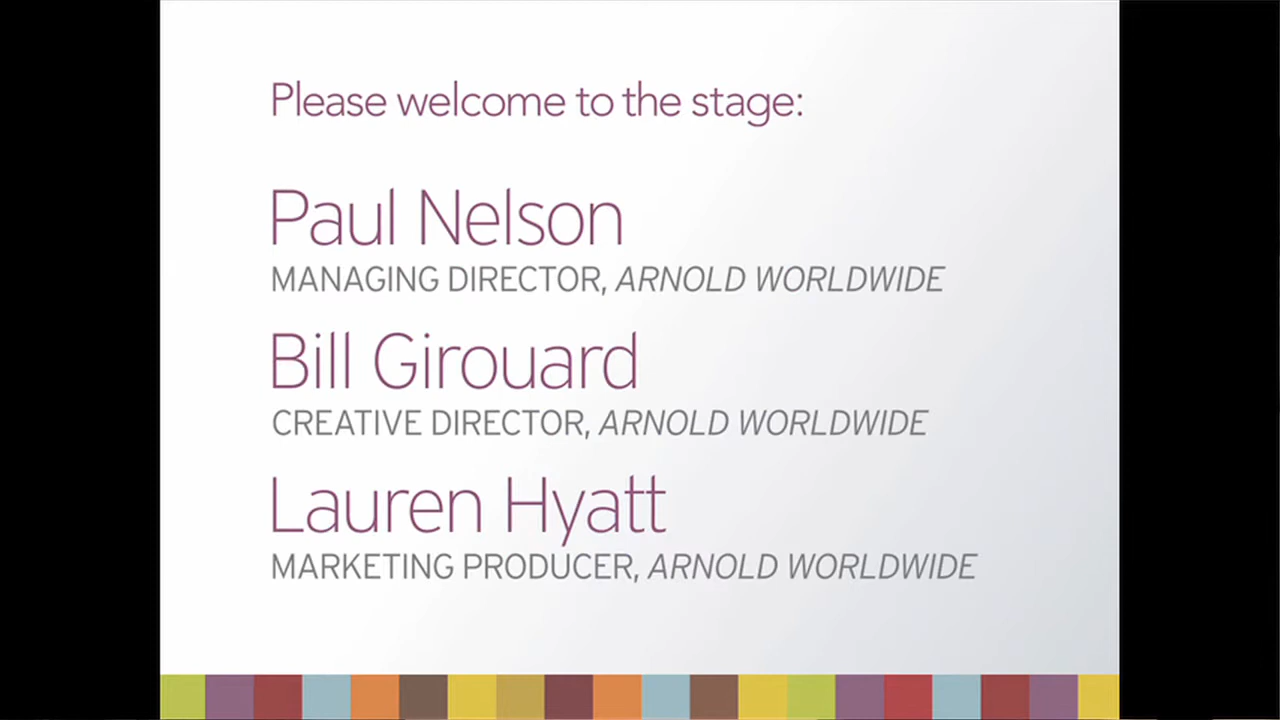 Please welcome to the stage:
Paul Nelson
MANAGING DIRECTOR, ARNOLD WORLDWIDE
Bill Girouard
CREATIVE DIRECTOR, ARNOLD WORLDWIDE
Lauren Hyatt
MARKETING PRODUCER, ARNOLD WORLDWIDE